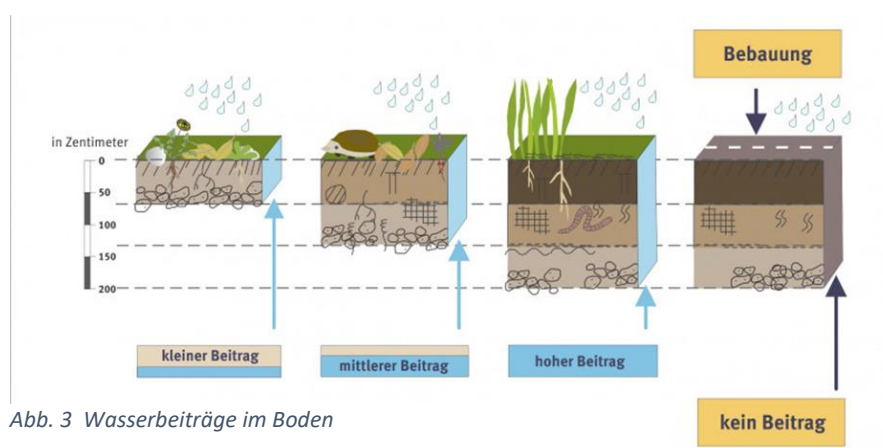 Bebauung
in Zentimeter
0
50
100
150
200
kleiner Beitrag
mittlerer Beitrag
hoher Beitrag
kein Beitrag
Abb. 3 Wasserbeiträge im Boden